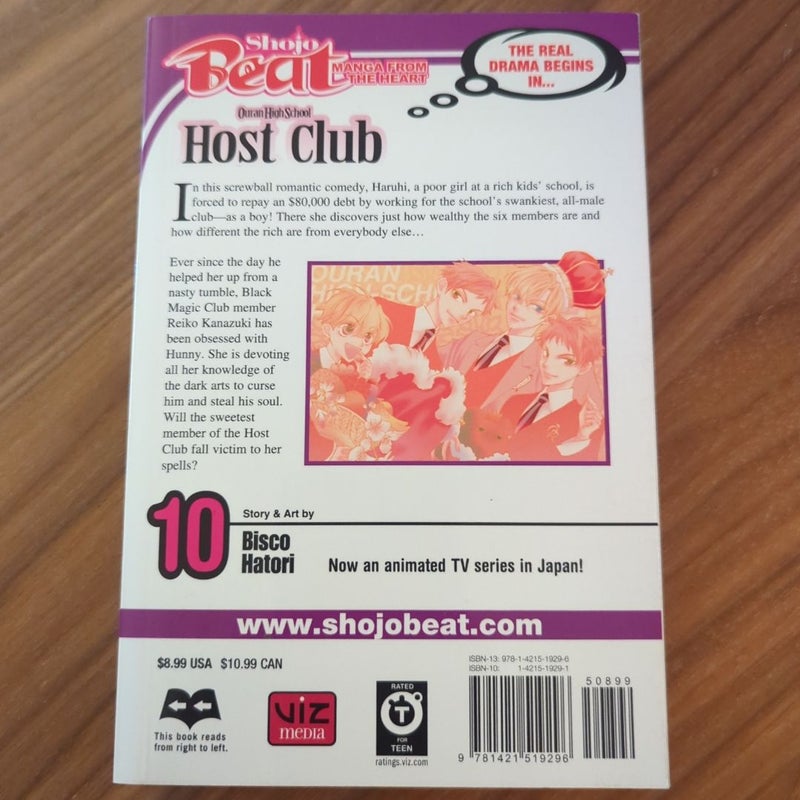 Shojo
Beat
MANGA FROM
THE HEART
THE REAL
DRAMA BEGINS
IN...
Ouran High School
Host Club
In this screwball romantic comedy, Haruhi, a poor girl at a rich kids' school, is
forced to repay an $80,000 debt by working for the school's swankiest, all-male
club—as a boy! There she discovers just how wealthy the six members are and
how different the rich are from everybody else…
Ever since the day he
helped her up from a
nasty tumble, Black
Magic Club member
Reiko Kanazuki has
been obsessed with
Hunny. She is devoting
all her knowledge of
the dark arts to curse
him and steal his soul.
Will the sweetest
member of the Host
Club fall victim to her
spells?
OURAN
HIGH SCH
10
Story & Art by
Bisco
Hatori
Now an animated TV series in Japan!
www.shojobeat.com
$8.99 USA $10.99 CAN
This book reads
from right to left.
VIZ
MEDIA
RATED
T
FOR
TEEN
ratings.viz.com
ISBN-13: 978-1-4215-1929-6
ISBN-10: 1-4215-1929-1
50899
9 781421 519296